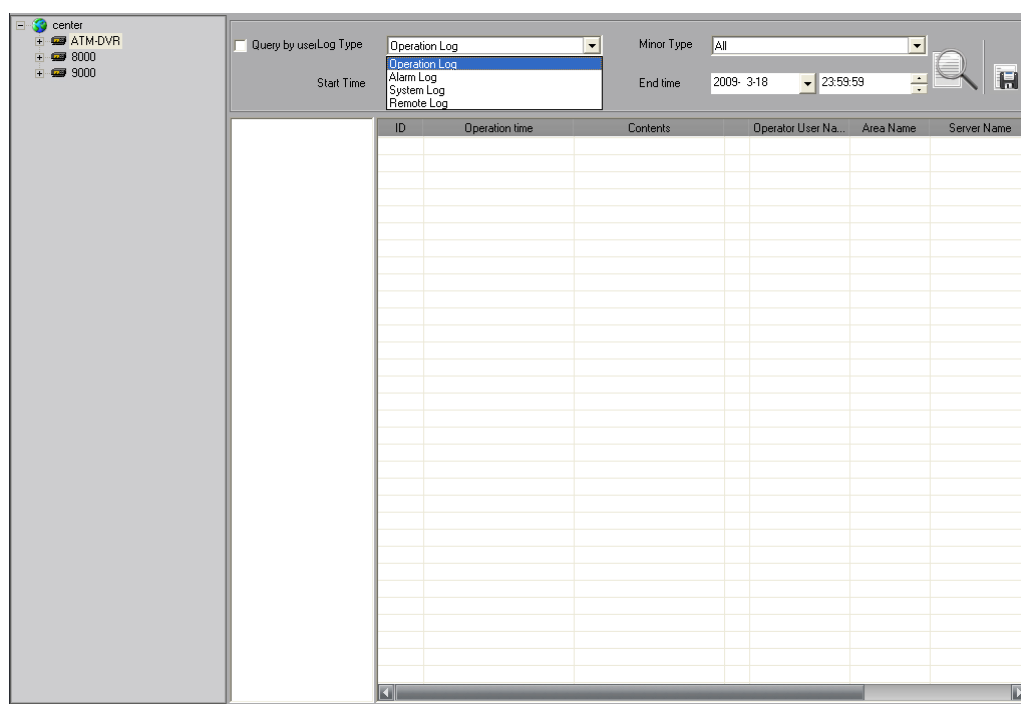 center
ATM-DVR
8000
9000
Query by user Log Type
Operation Log
Minor Type
All
Operation Log
Alarm Log
System Log
Remote Log
Start Time
End time
2009- 3-18
23:59:59
ID
Operation time
Contents
Operator User Na...
Area Name
Server Name